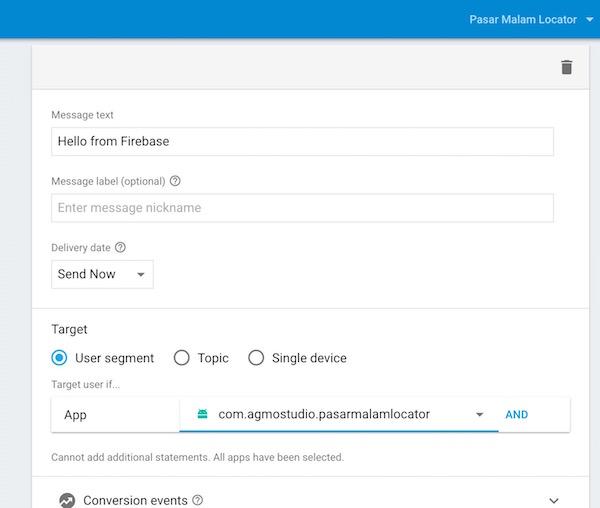 Pasar Malam Locator
Message text
Hello from Firebase
Message label (optional)
Enter message nickname
Delivery date
Send Now
Target
User segment Topic Single device
Target user if...
App com.agmostudio.pasarmalamlocator AND
Cannot add additional statements. All apps have been selected.
Conversion events